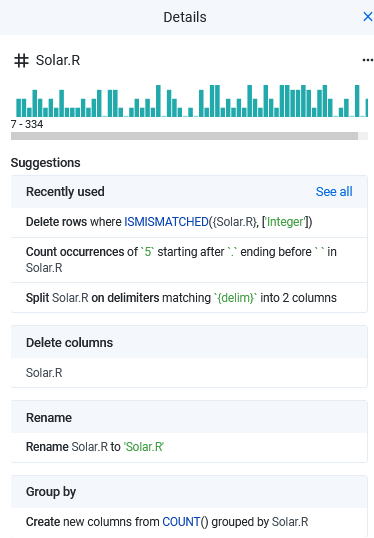 Details
Solar.R
7 - 334
Suggestions
Recently used See all
Delete rows where ISMISMATCHED({Solar.R}, ['Integer'])
Count occurrences of `5` starting after `.` ending before ` ` in
Solar.R
Split Solar.R on delimiters matching `{delim}` into 2 columns
Delete columns
Solar.R
Rename
Rename Solar.R to 'Solar.R'
Group by
Create new columns from COUNT() grouped by Solar.R